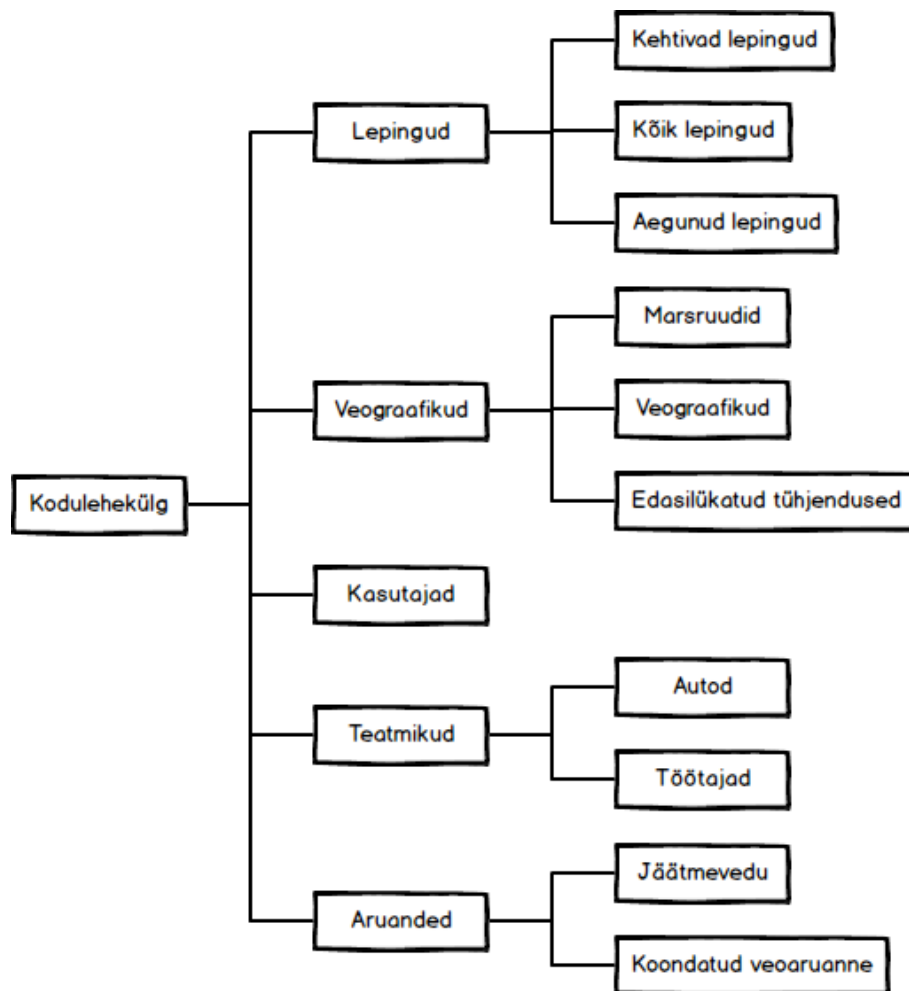 Kodulehekülg
Lepingud
Kehtivad lepingud
Kõik lepingud
Aegunud lepingud
Veograafikud
Marsruudid
Veograafikud
Edasilükatud tühjendused
Kasutajad
Teatmikud
Autod
Töötajad
Aruanded
Jäätmevedu
Koondatud veoaruanne